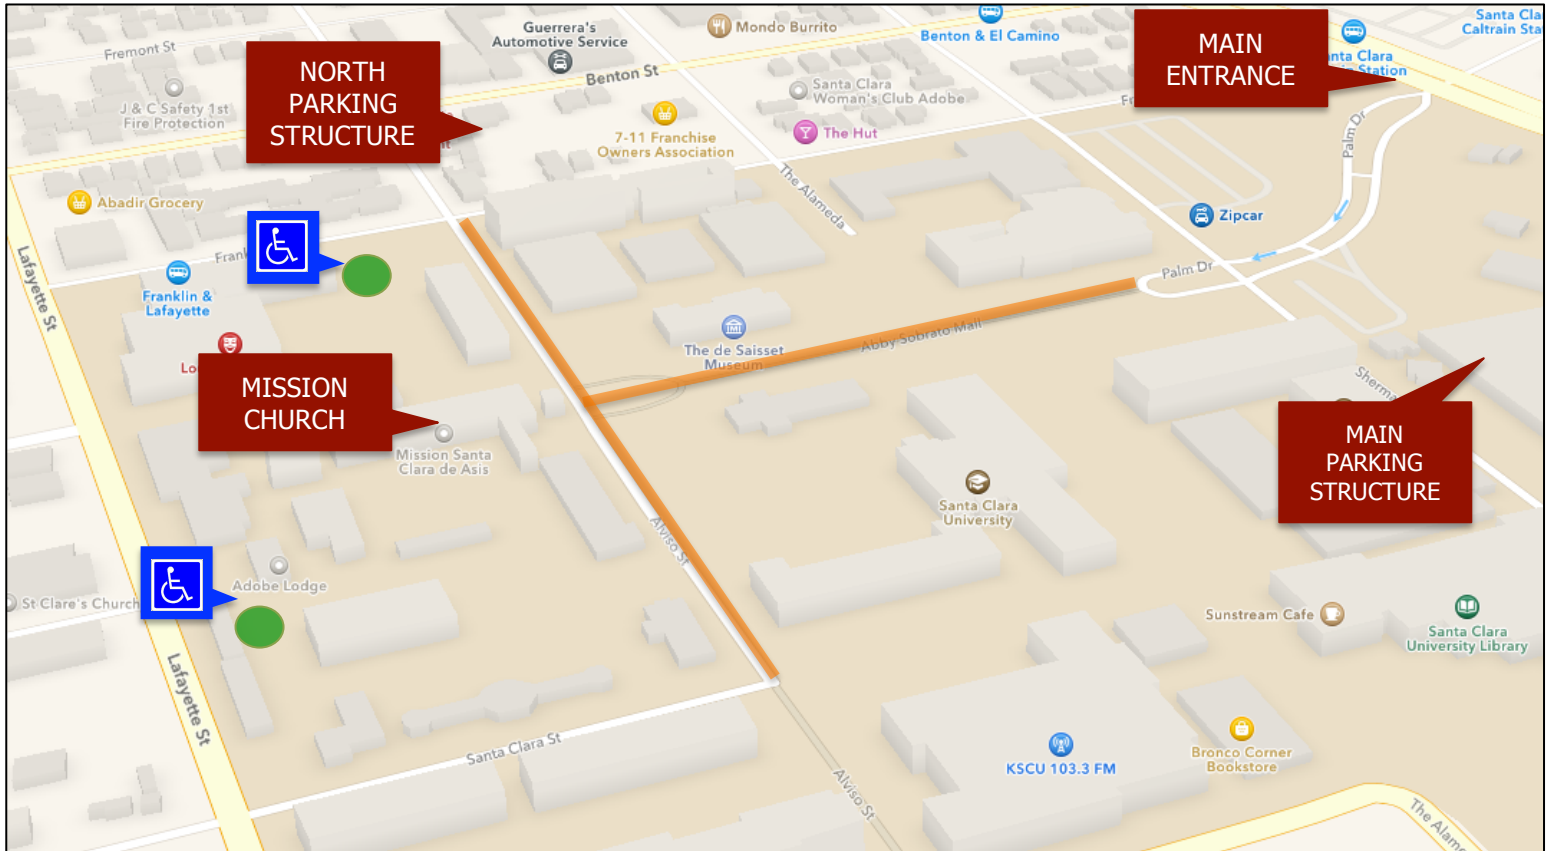 Fremont St
Guerrera's
Automotive Service
Mondo Burrito
Benton & El Camino
MAIN
ENTRANCE
Santa Clara
Station
NORTH
PARKING
STRUCTURE
Benton St
J & C Safety 1st
Fire Protection
Santa Clara
Woman's Club Adobe
7-11 Franchise
Owners Association
The Hut
Palm Dr
Abadir Grocery
The Alameda
Zipcar
Lafayette St
Franklin &
Lafayette
Palm Dr
The de Saisset
Museum
Abby Sobrato Mall
MISSION
CHURCH
Mission Santa
Clara de Asis
MAIN
PARKING
STRUCTURE
Santa Clara
University
Alviso St
Adobe Lodge
St Clare's Church
Sunstream Cafe
Santa Clara
University Library
Lafayette St
Santa Clara St
KSCU 103.3 FM
Bronco Corner
Bookstore
Alviso St
The